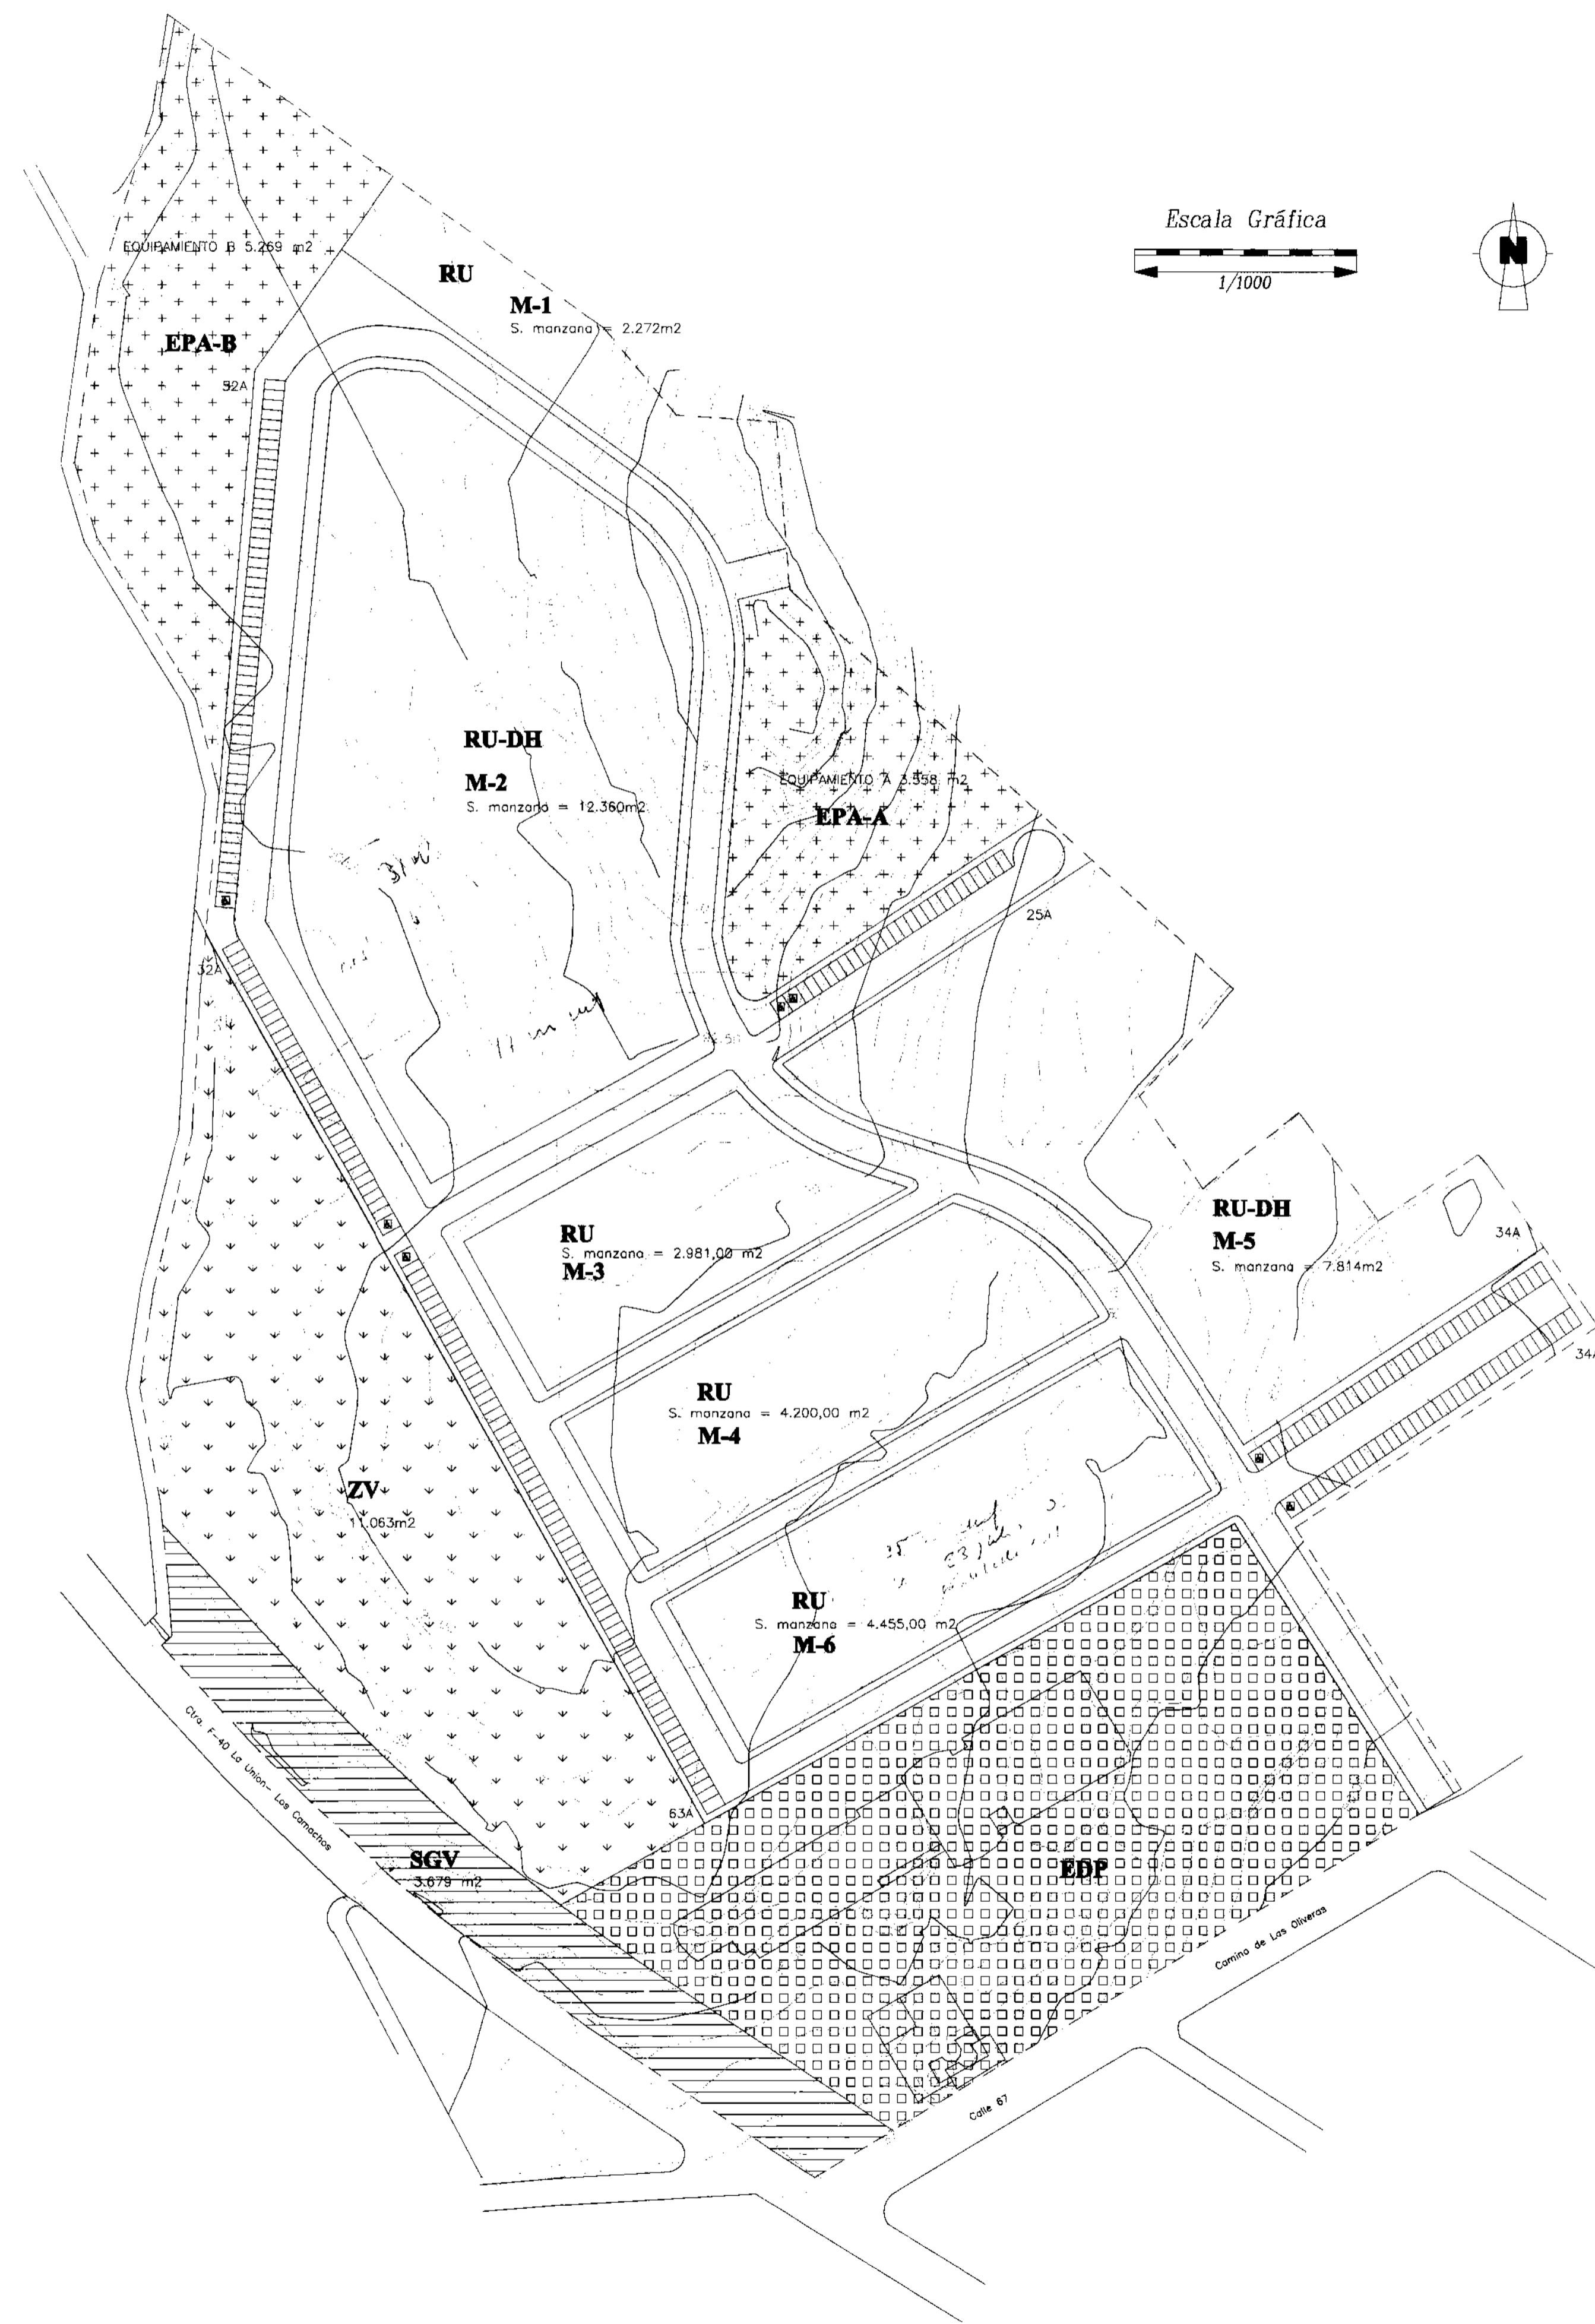 Escala Gráfica
1/1000
N
EQUIPAMIENTO B 5.269 m2
RU
M-1
S. manzana = 2.272m2
EPA-B
32A
RU-DH
M-2
S. manzana = 12.360m2
EQUIPAMIENTO A 3.558 m2
EPA-A
25A
32A
RU
S. manzana = 2.981,00 m2
M-3
RU-DH
M-5
S. manzana = 7.814m2
34A
34A
RU
S. manzana = 4.200,00 m2
M-4
ZV
11.063m2
RU
S. manzana = 4.455,00 m2
M-6
Ctra. F-40 La Union- Los Camachos
63A
SGV
3.679 m2
EDP
Camino de Las Oliveras
Calle 67